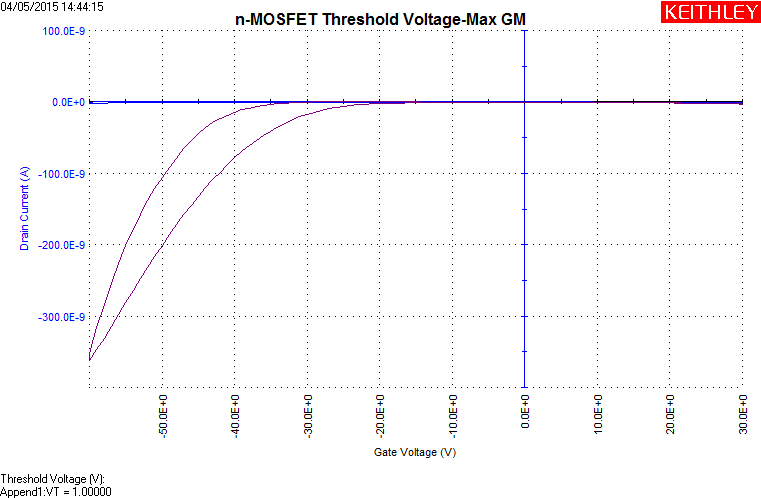 04/05/2015 14:44:15
KEITHLEY
n-MOSFET Threshold Voltage-Max GM
100.0E-9
0.0E+0
-100.0E-9
-200.0E-9
-300.0E-9
Drain Current (A)
-50.0E+0
-40.0E+0
-30.0E+0
-20.0E+0
-10.0E+0
0.0E+0
10.0E+0
20.0E+0
30.0E+0
Gate Voltage (V)
Threshold Voltage (V):
Append1:VT = 1.00000